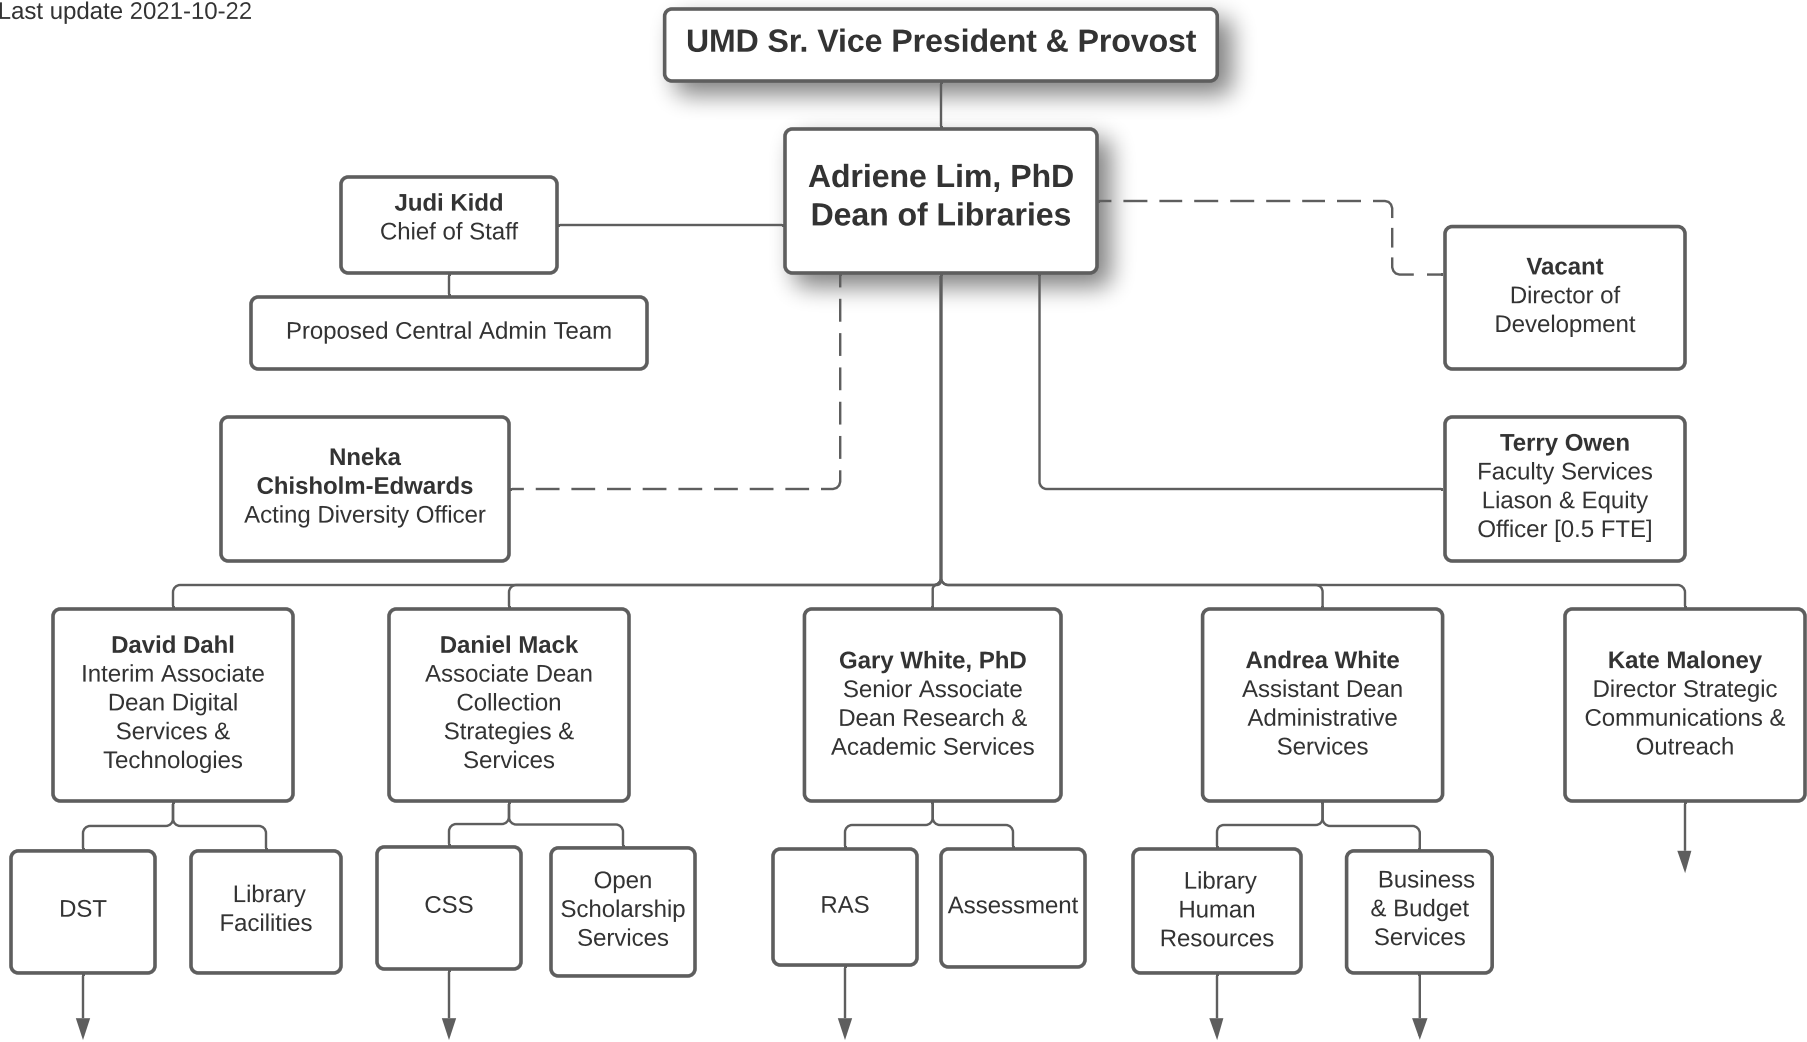 Last update 2021-10-22
UMD Sr. Vice President & Provost
Adriene Lim, PhD
Dean of Libraries
Judi Kidd
Chief of Staff
Proposed Central Admin Team
Vacant
Director of
Development
Nneka
Chisholm-Edwards
Acting Diversity Officer
Terry Owen
Faculty Services
Liason & Equity
Officer [0.5 FTE]
David Dahl
Interim Associate
Dean Digital
Services &
Technologies
Daniel Mack
Associate Dean
Collection
Strategies &
Services
Gary White, PhD
Senior Associate
Dean Research &
Academic Services
Andrea White
Assistant Dean
Administrative
Services
Kate Maloney
Director Strategic
Communications &
Outreach
DST
Library
Facilities
CSS
Open
Scholarship
Services
RAS
Assessment
Library
Human
Resources
Business
& Budget
Services